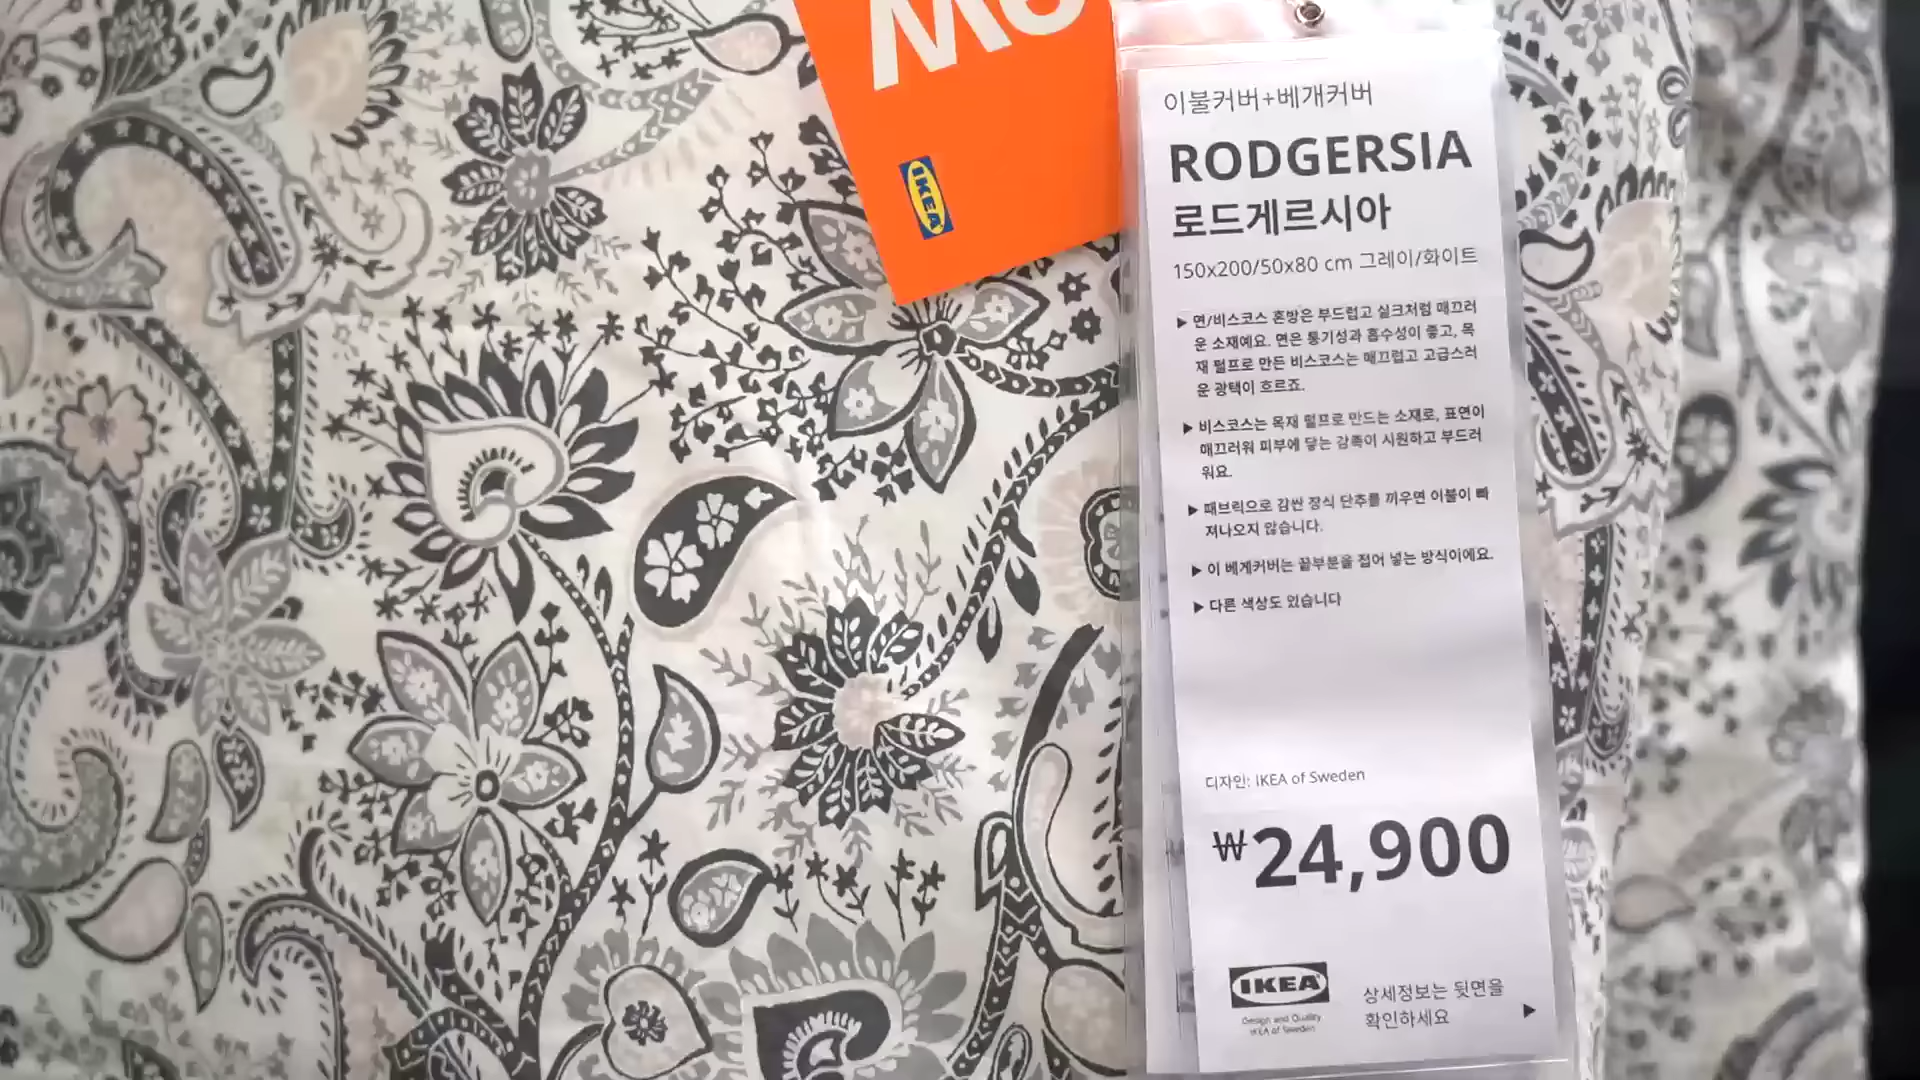 이불커버+베개커버
RODGERSIA
로드게르시아
150x200/50x80 cm 그레이/화이트
▶ 면/비스코스 혼방은 부드럽고 실크처럼 매끄러
운 소재예요. 면은 통기성과 흡수성이 좋고, 목
재 펄프로 만든 비스코스는 매끄럽고 고급스러
운 광택이 흐르죠.
▶ 비스코스는 목재 펄프로 만드는 소재로, 표면이
매끄러워 피부에 닿는 감촉이 시원하고 부드러
워요.
▶ 패브릭으로 감싼 장식 단추를 끼우면 이불이 빠
져나오지 않습니다.
▶ 이 베개커버는 끝부분을 접어 넣는 방식이에요.
▶ 다른 색상도 있습니다
디자인: IKEA of Sweden
₩24,900
IKEA
Design and Quality
IKEA of Sweden
상세정보는 뒷면을
확인하세요 ▶
IKEA